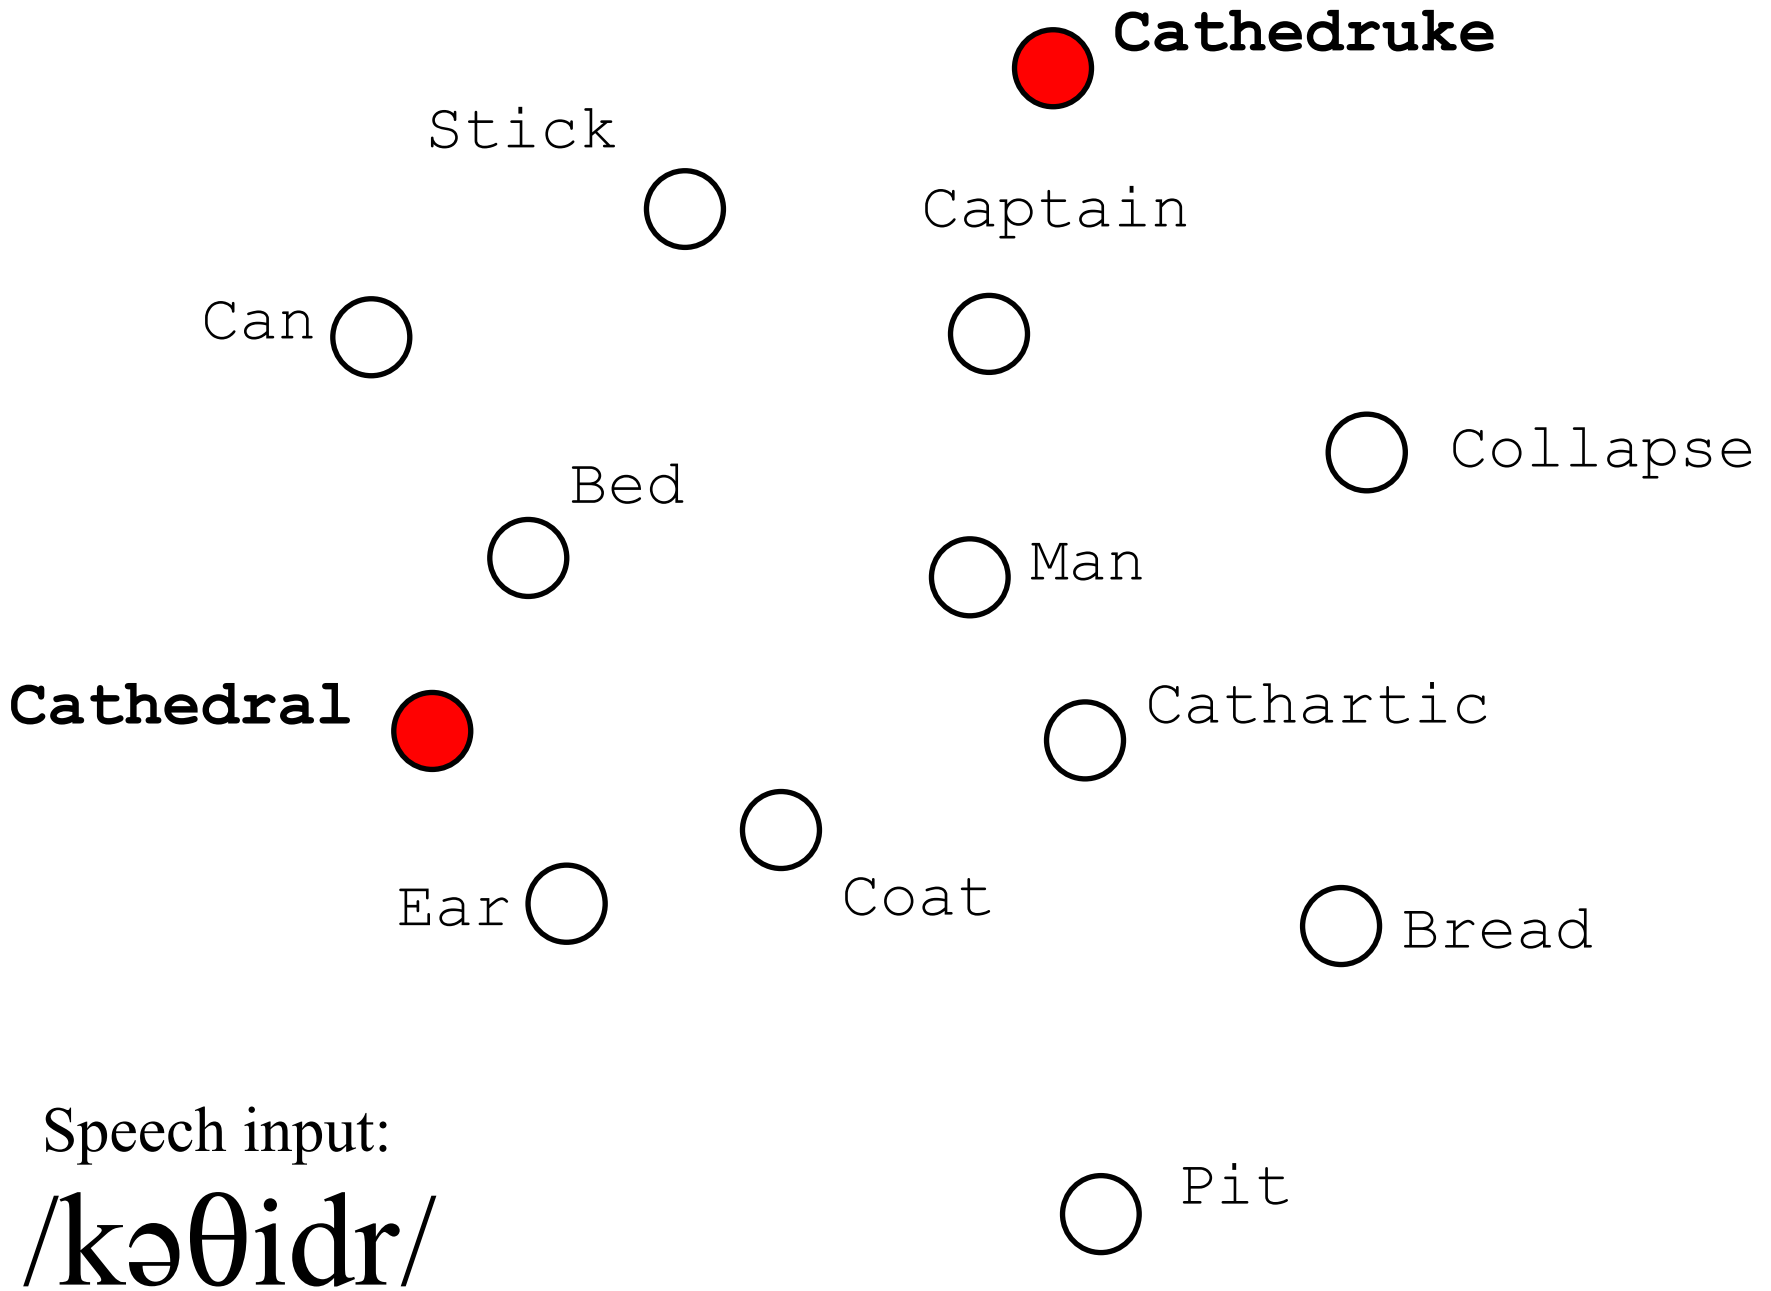 Cathedruke
Stick
Captain
Can
Collapse
Bed
Man
Cathedral
Cathartic
Coat
Ear
Bread
Speech input:
/kəθidr/
Pit